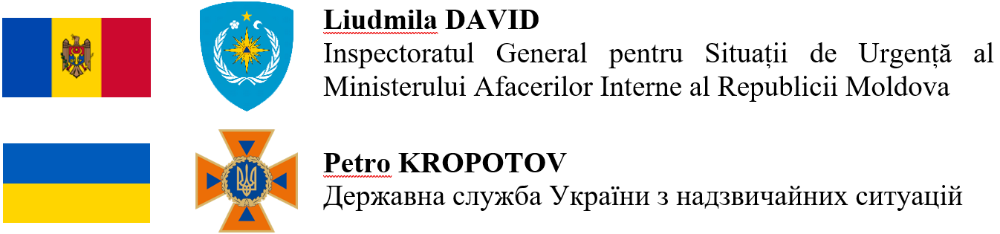 Liudmila DAVID
Inspectoratul General pentru Situații de Urgență al
Ministerului Afacerilor Interne al Republicii Moldova
Petro KROPOTOV
Державна служба України з надзвичайних ситуацій